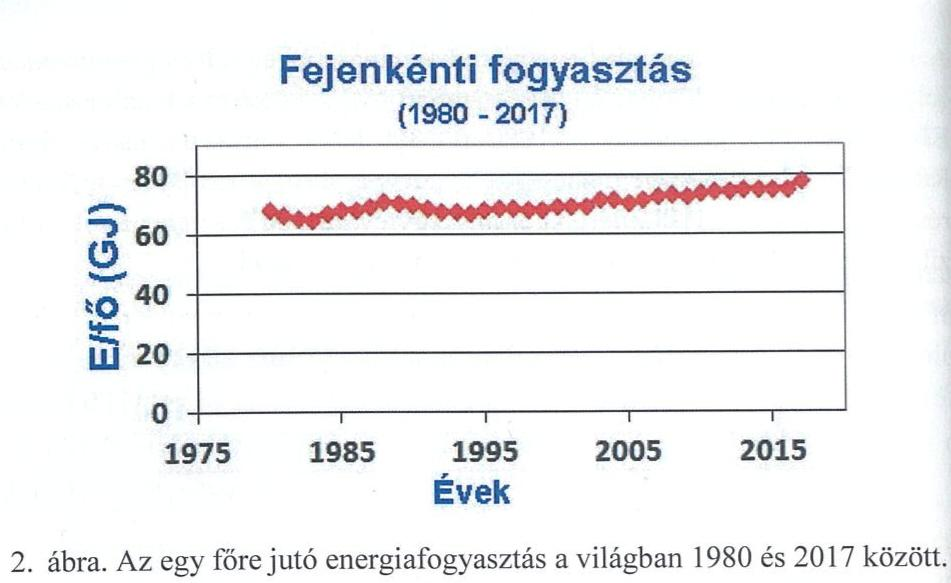 Fejenkénti fogyasztás
(1980 - 2017)
E/fő (GJ)
80
60
40
20
0
1975 1985 1995 2005 2015
Évek
2. ábra. Az egy főre jutó energiafogyasztás a világban 1980 és 2017 között.